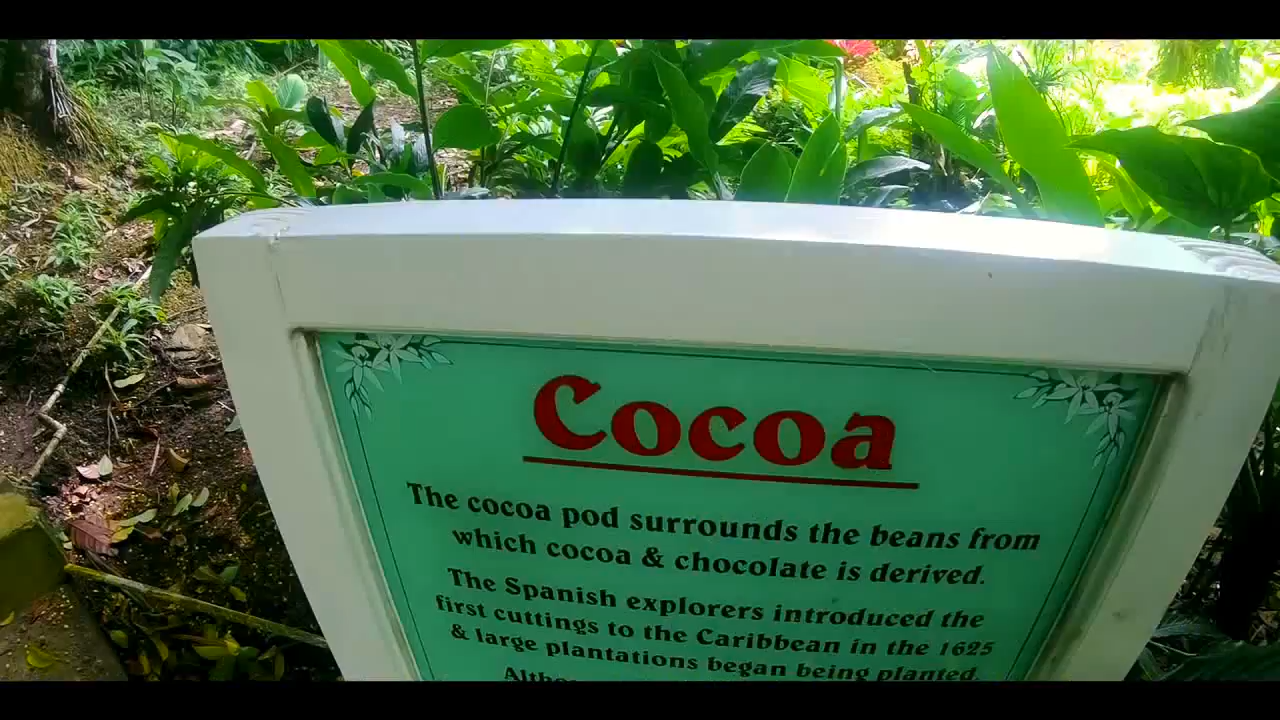 Cocoa
The cocoa pod surrounds the beans from
which cocoa & chocolate is derived.
The Spanish explorers introduced the
first cuttings to the Caribbean in the 1625
& large plantations began being planted.